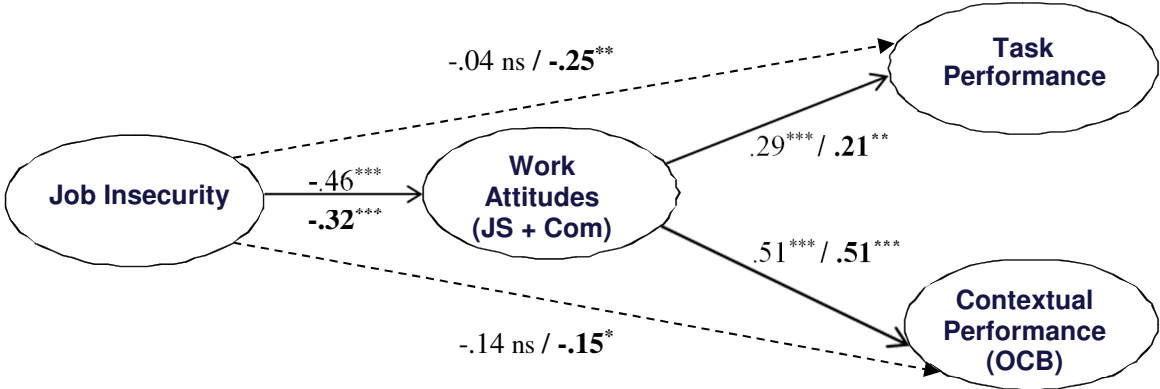 -.04 ns / -.25**
Task
Performance
.29*** / .21**
Job Insecurity
-.46***
-.32***
Work
Attitudes
(JS + Com)
.51*** / .51***
-.14 ns / -.15*
Contextual
Performance
(OCB)